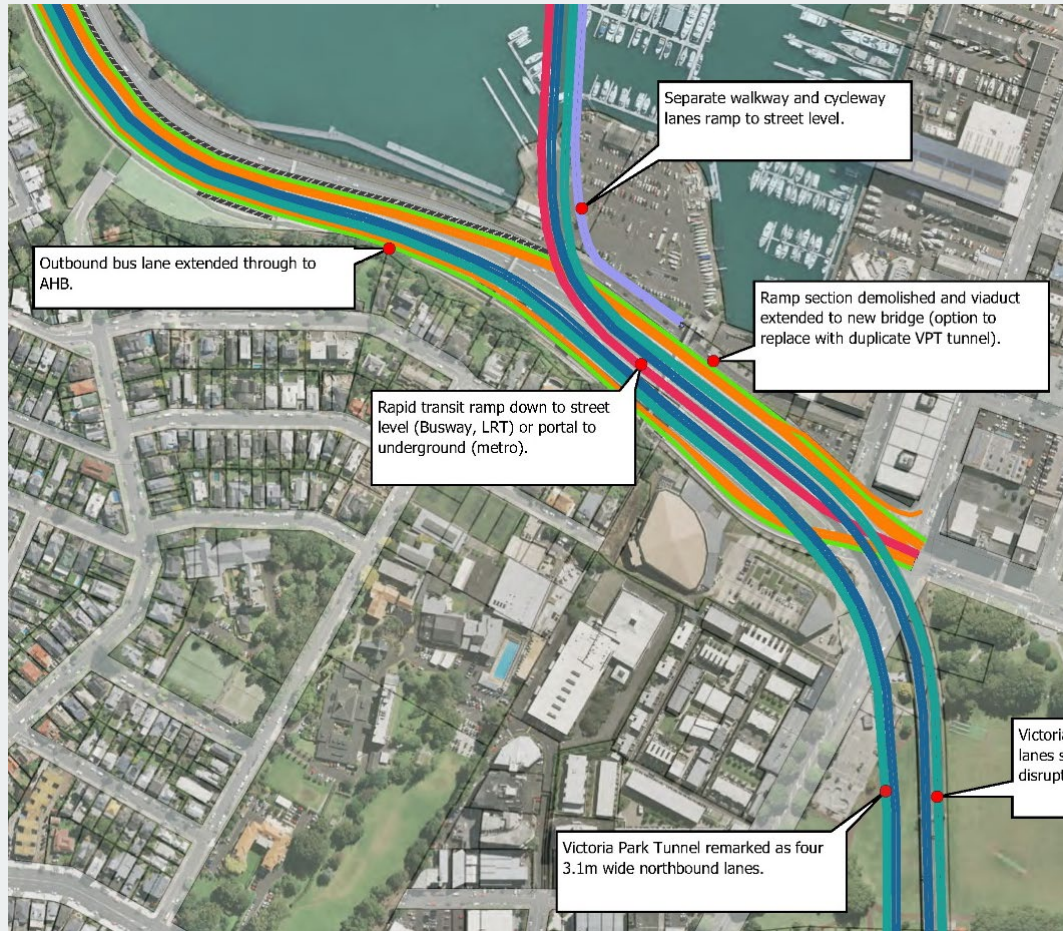 Separate walkway and cycleway
lanes ramp to street level.
Outbound bus lane extended through to
AHB.
Ramp section demolished and viaduct
extended to new bridge (option to
replace with duplicate VPT tunnel).
Rapid transit ramp down to street
level (Busway, LRT) or portal to
underground (metro).
lanes
Victoria Park Tunnel remarked as four
3.1m wide northbound lanes.